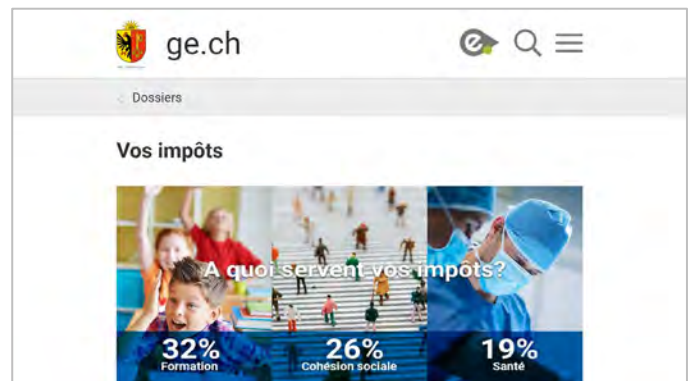 ge.ch
Dossiers
Vos impôts
A quoi servent vos impôts?
32%
Formation
26%
Cohésion sociale
19%
Santé